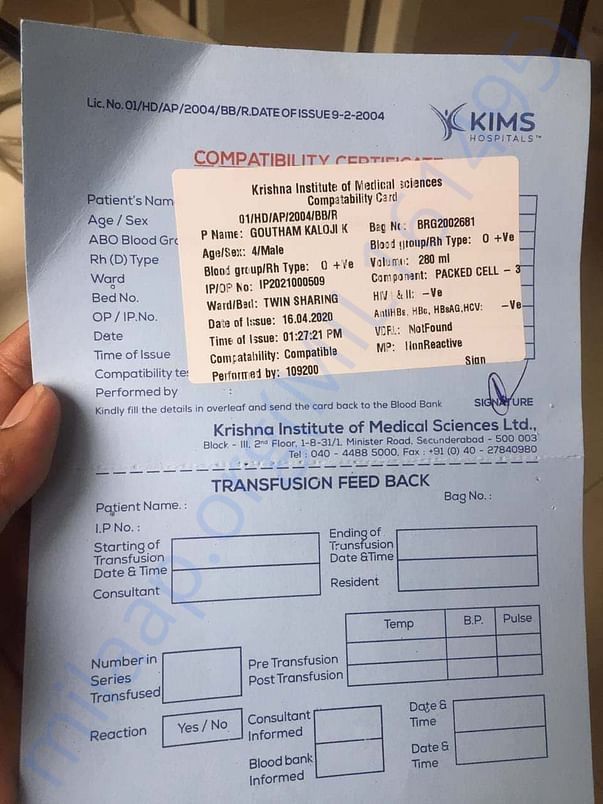 Lic. No. 01/HD/AP/2004/BB/R.DATE OF ISSUE 9-2-2004
KIMS
HOSPITALS™
COMPATIBILITY
Krishna Institute of Medical sciences
Compatability Card
01/HD/AP/2004/BB/R
P Name: GOUTHAM KALOJI K Bag No: BRG2002681
Age/Sex: 4/Male Blood group/Rh Type: O +Ve
Blood group/Rh Type: O +Ve Volume: 280 ml
IP/OP No: IP2021000509 Component: PACKED CELL - 3
Ward/Bad: TWIN SHARING HIV I & II: -Ve
Date of Issue: 16.04.2020 AntiHBs, HBc, HBsAG,HCV: -Ve
Time of Issue: 01:27:21 PM VDRL: NotFound
Compatability: Compatible MP: NonReactive
Performed by: 109200 Sign
Patient's Nam
Age / Sex
ABO Blood Gro
Rh (D) Type
Ward
Bed No.
OP / IP.No.
Date
Time of Issue
Compatibility tes
Performed by :
SIGNATURE
Kindly fill the details in overleaf and send the card back to the Blood Bank
Krishna Institute of Medical Sciences Ltd.,
Block - III, 2nd Floor, 1-8-31/1, Minister Road, Secunderabad - 500 003
Tel : 040 - 4488 5000, Fax : +91 (0) 40 - 27840980
TRANSFUSION FEED BACK
Patient Name. : Bag No. :
I.P No. :
Starting of
Transfusion
Date & Time
Ending of
Transfusion
Date &Time
Consultant
Resident
Temp B.P. Pulse
Number in
Series
Transfused
Pre Transfusion
Post Transfusion
Reaction Yes / No
Consultant
Informed
Date &
Time
Blood bank
Informed
Date &
Time